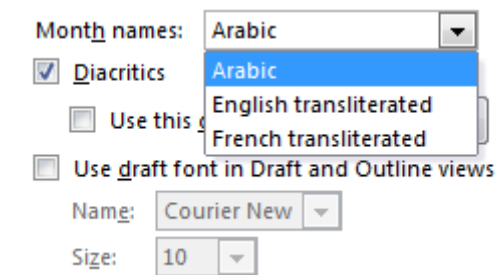 Month names: Arabic
Diacritics
Arabic
English transliterated
French transliterated
Use this
Use draft font in Draft and Outline views
Name: Courier New
Size: 10